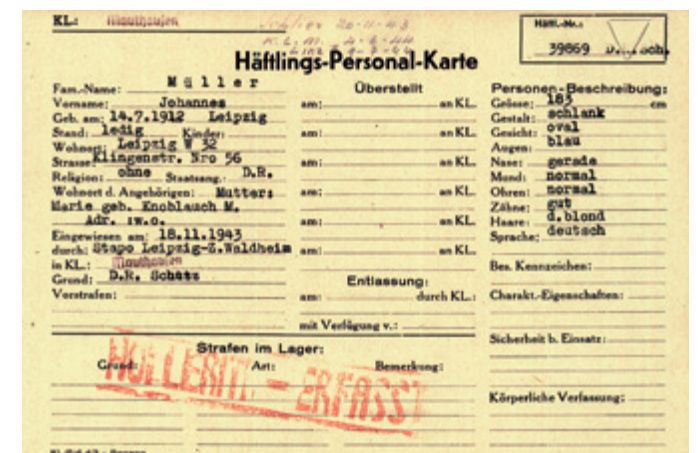 KL: Mauthausen
Häftl.-Nr.:
39869 D. sch.
Häftlings-Personal-Karte
Fam.-Name: Müller
Vorname: Johannes
Geb. am: 14.7.1912 Leipzig
Stand: ledig Kinder:
Wohnort: Leipzig W 32
Strasse: Klingenstr. Nro 56
Religion: ohne Staatsang.: D.R.
Wohnort d. Angehörigen: Mutter:
Marie geb. Knoblauch M.
Adr. sw.o.
Eingewiesen am: 18.11.1943
durch: Stapo Leipzig-Z.Waldheim
in KL.: Mauthausen
Grund: D.R. Schutz
Vorstrafen:
Überstellt
am: an KL.
am: an KL.
am: an KL.
am: an KL.
am: an KL.
am: an KL.
Entlassung:
am: durch KL.:
mit Verfügung v.:
Personen-Beschreibung:
Grösse: 183 cm
Gestalt: schlank
Gesicht: oval
Augen: blau
Nase: gerade
Mund: normal
Ohren: normal
Zähne: gut
Haare: d.blond
Sprache: deutsch
Bes. Kennzeichen:
Charakt.-Eigenschaften:
Sicherheit b. Einsatz:
Körperliche Verfassung:
Strafen im Lager:
Grund: Art: Bemerkung:
HOLLERITH - ERFASST